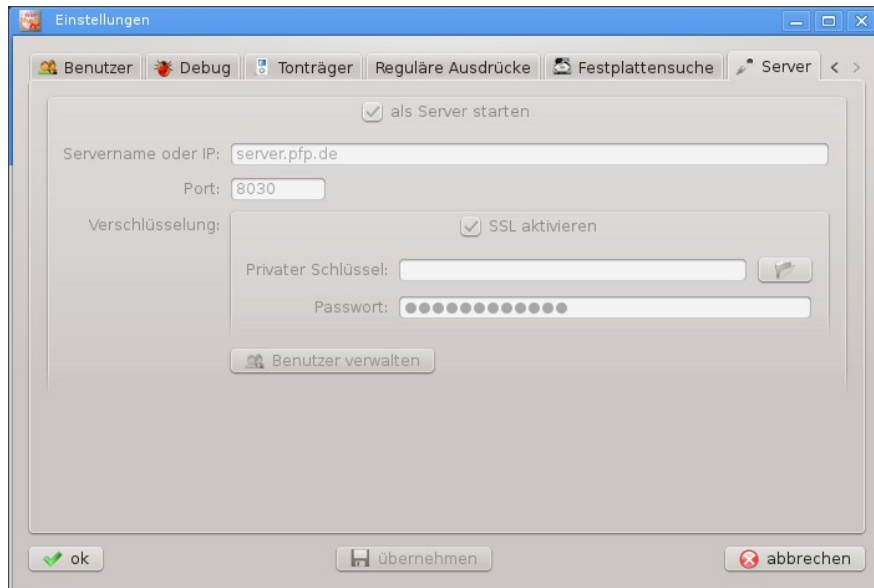 Einstellungen
Benutzer Debug Tonträger Reguläre Ausdrücke Festplattensuche Server < >
als Server starten
Servername oder IP: server.pfp.de
Port: 8030
Verschlüsselung: SSL aktivieren
Privater Schlüssel:
Passwort: ●●●●●●●●●●●●
Benutzer verwalten
ok übernehmen abbrechen